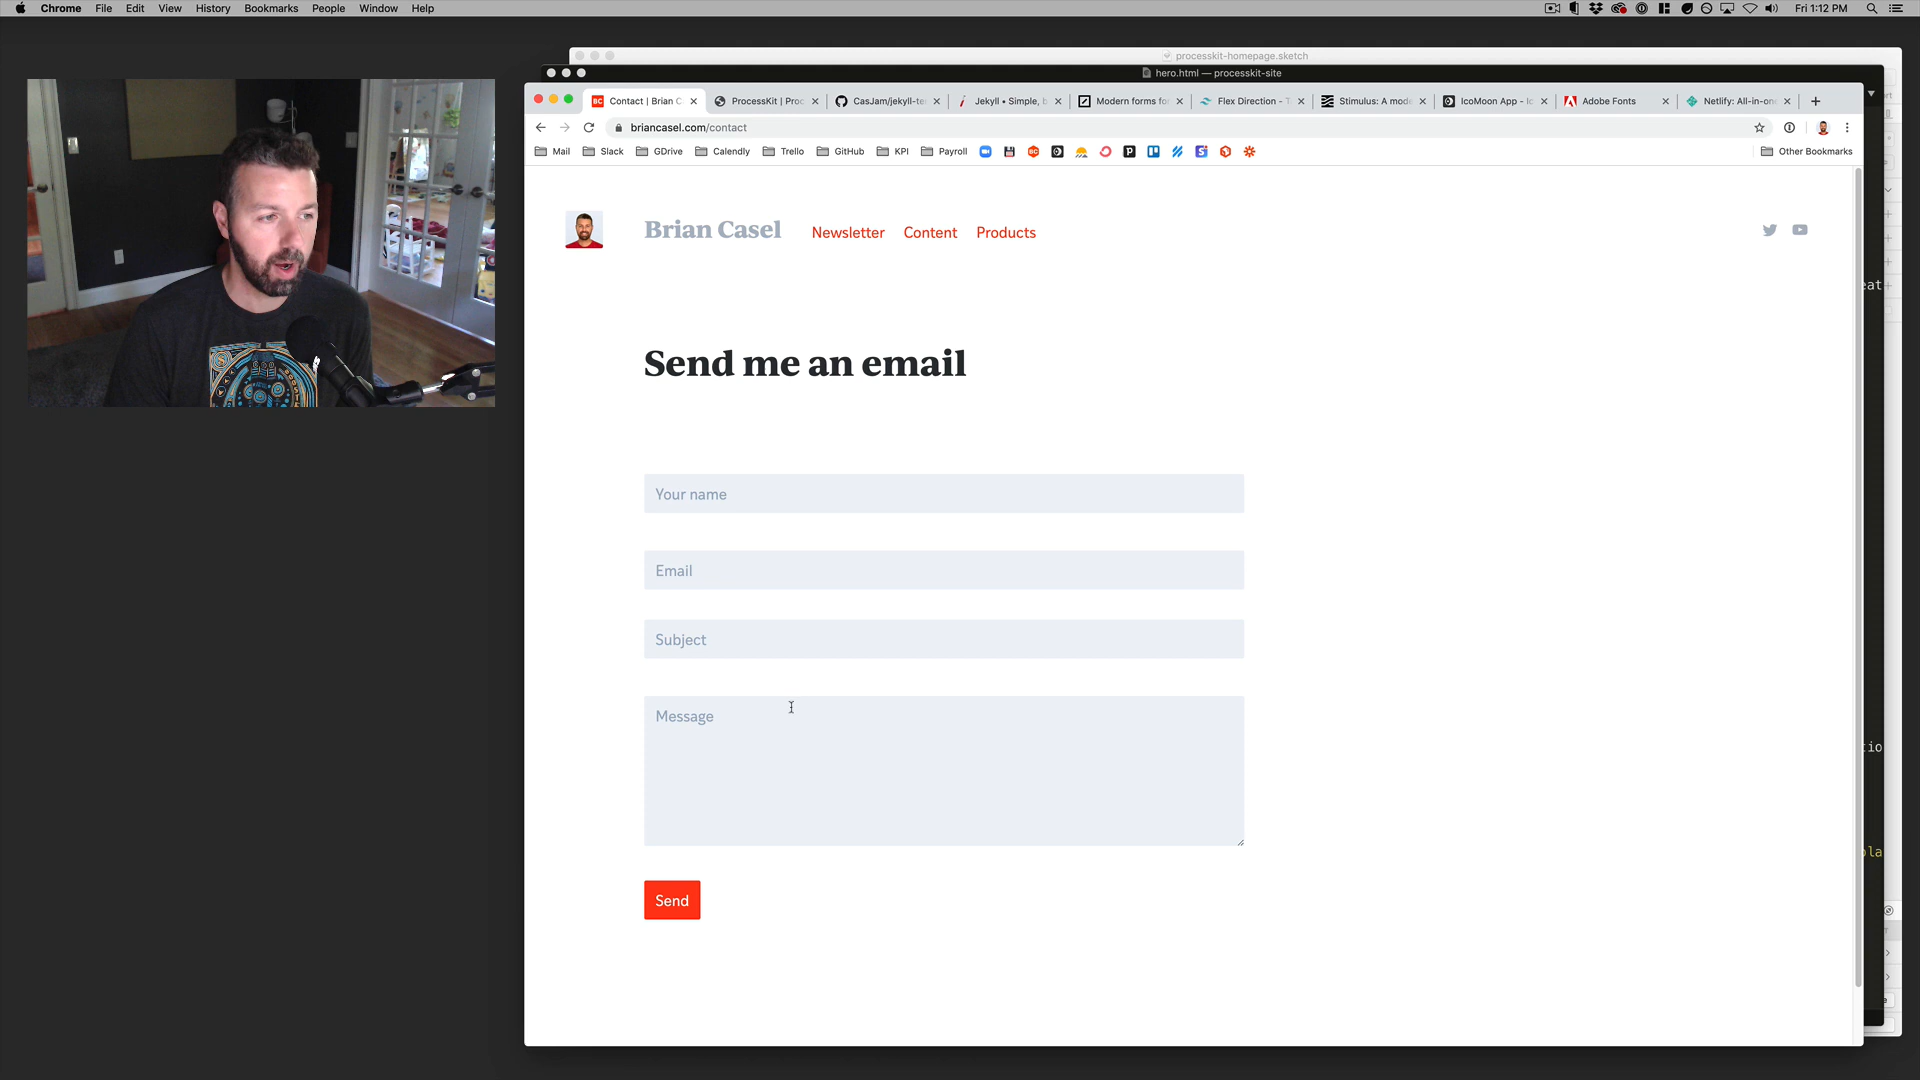 Chrome File Edit View History Bookmarks People Window Help
Fri 1:12 PM
processkit-homepage.sketch
hero.html — processkit-site
Contact | Brian C
ProcessKit | Proc
CasJam/jekyll-te
Jekyll • Simple, b
Modern forms fo
Flex Direction - T
Stimulus: A mod
IcoMoon App - Ic
Adobe Fonts
Netlify: All-in-on
briancasel.com/contact
Mail Slack GDrive Calendly Trello GitHub KPI Payroll
Other Bookmarks
Brian Casel Newsletter Content Products
Send me an email
Your name
Email
Subject
Message
Send